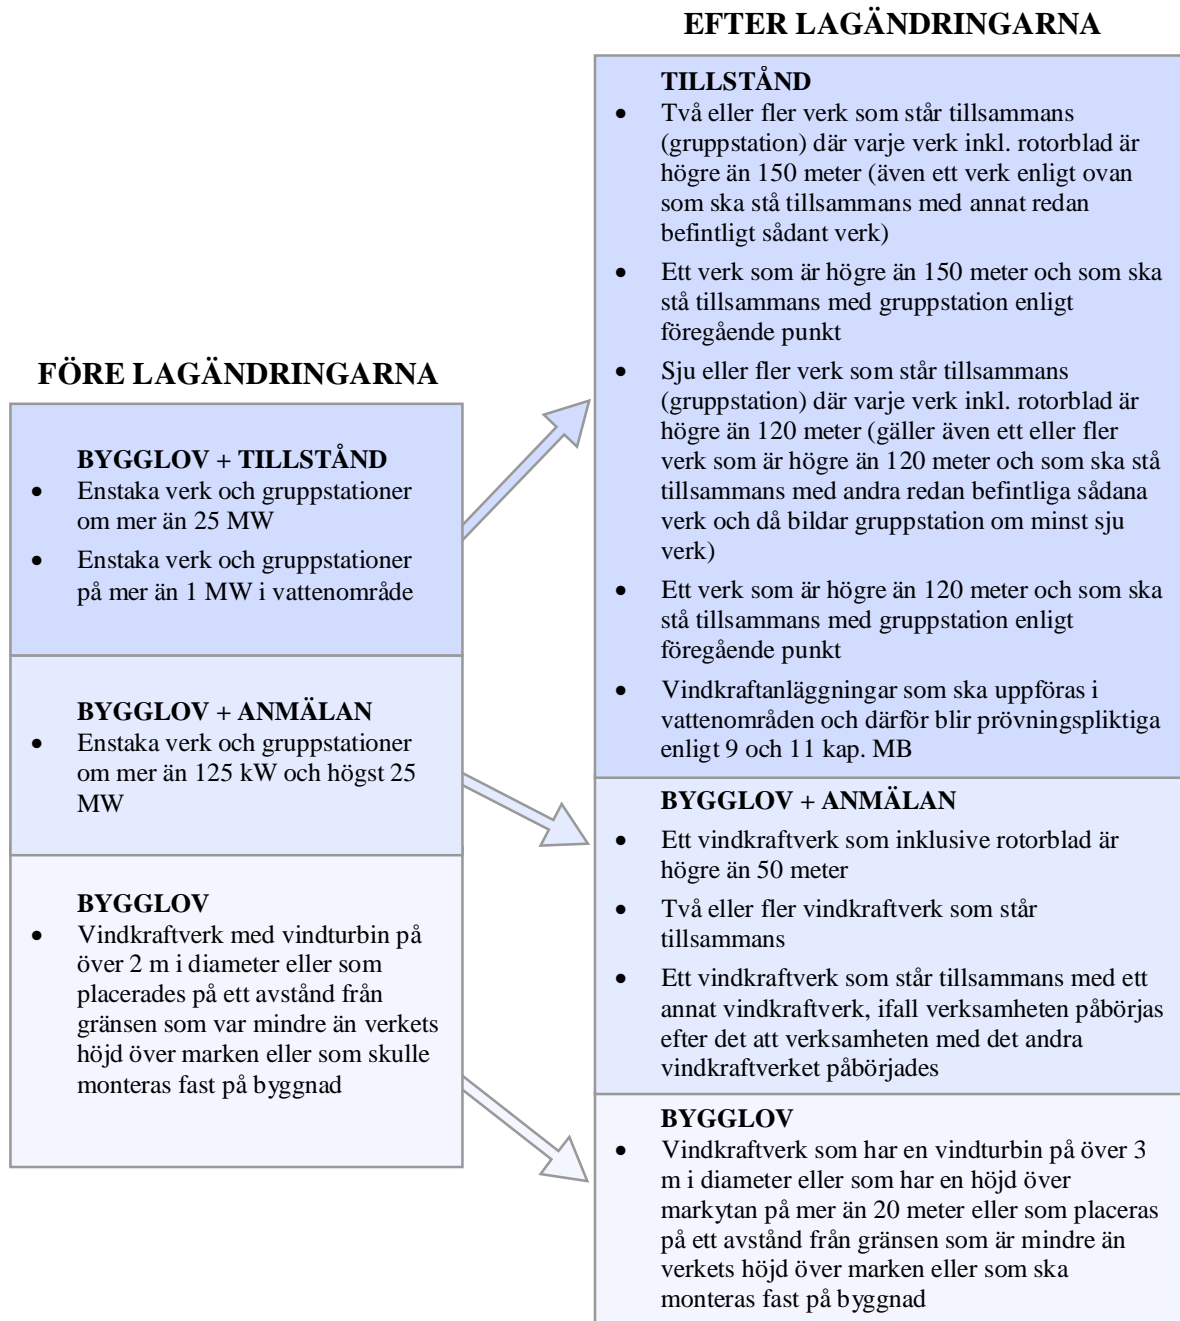 FÖRE LAGÄNDRINGARNA
BYGGLOV + TILLSTÅND
• Enstaka verk och gruppstationer
om mer än 25 MW
• Enstaka verk och gruppstationer
på mer än 1 MW i vattenområde
BYGGLOV + ANMÄLAN
• Enstaka verk och gruppstationer
om mer än 125 kW och högst 25
MW
BYGGLOV
• Vindkraftverk med vindturbin på
över 2 m i diameter eller som
placerades på ett avstånd från
gränsen som var mindre än verkets
höjd över marken eller som skulle
monteras fast på byggnad
EFTER LAGÄNDRINGARNA
TILLSTÅND
• Två eller fler verk som står tillsammans
(gruppstation) där varje verk inkl. rotorblad är
högre än 150 meter (även ett verk enligt ovan
som ska stå tillsammans med annat redan
befintligt sådant verk)
• Ett verk som är högre än 150 meter och som ska
stå tillsammans med gruppstation enligt
föregående punkt
• Sju eller fler verk som står tillsammans
(gruppstation) där varje verk inkl. rotorblad är
högre än 120 meter (gäller även ett eller fler
verk som är högre än 120 meter och som ska stå
tillsammans med andra redan befintliga sådana
verk och då bildar gruppstation om minst sju
verk)
• Ett verk som är högre än 120 meter och som ska
stå tillsammans med gruppstation enligt
föregående punkt
• Vindkraftanläggningar som ska uppföras i
vattenområden och därför blir prövningspliktiga
enligt 9 och 11 kap. MB
BYGGLOV + ANMÄLAN
• Ett vindkraftverk som inklusive rotorblad är
högre än 50 meter
• Två eller fler vindkraftverk som står
tillsammans
• Ett vindkraftverk som står tillsammans med ett
annat vindkraftverk, ifall verksamheten påbörjas
efter det att verksamheten med det andra
vindkraftverket påbörjades
BYGGLOV
• Vindkraftverk som har en vindturbin på över 3
m i diameter eller som har en höjd över
markytan på mer än 20 meter eller som placeras
på ett avstånd från gränsen som är mindre än
verkets höjd över marken eller som ska
monteras fast på byggnad